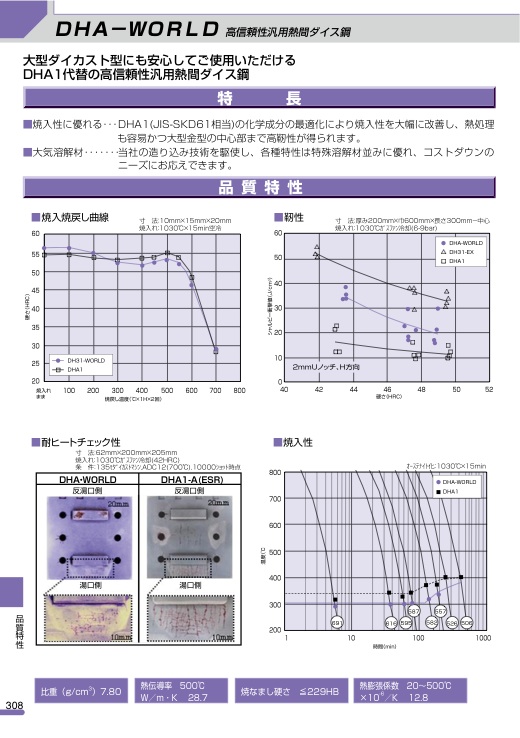 DHA−WORLD 高信頼性汎用熱間ダイス鋼
大型ダイカスト型にも安心してご使用いただける
DHA1代替の高信頼性汎用熱間ダイス鋼
特　長
■焼入性に優れる・・・DHA1(JIS-SKD61相当)の化学成分の最適化により焼入性を大幅に改善し、熱処理
も容易かつ大型金型の中心部まで高靭性が得られます。
■大気溶解材・・・・・・・当社の造り込み技術を駆使し、各種特性は特殊溶解材並みに優れ、コストダウンの
ニーズにお応えできます。
品質特性
■焼入焼戻し曲線
寸　法:10mm×15mm×20mm
焼入れ:1030℃×15min空冷
60
55
50
45
40
35
30
25
20
硬さ(HRC)
DH31-WORLD
DHA1
焼入れまま
100 200 300 400 500 600 700 800
焼戻し温度(℃×1H×2回)
■靭性
寸　法:厚み200mm×巾600mm×長さ300mm−中心
焼入れ:1030℃ガスファン冷却(6-9bar)
60
50
40
30
20
10
0
シャルピー衝撃値(J/cm²)
DHA-WORLD
DH31-EX
DHA1
2mmUノッチ、H方向
40 42 44 46 48 50 52
硬さ(HRC)
■耐ヒートチェック性
寸　法:62mm×200mm×205mm
焼入れ:1030℃ガスファン冷却(42HRC)
条　件:135tダイカストマシン,ADC12(700℃),10000ショット時点
DHA・WORLD
反湯口側
20mm
湯口側
10mm
DHA1-A(ESR)
反湯口側
20mm
湯口側
10mm
■焼入性
オーステナイト化:1030℃×15min
800
700
600
500
400
300
200
温度/℃
DHA-WORLD
DHA1
691 616 595 587 582 557 526 506
1 10 100 1000
時間(min)
品質特性
比重（g/cm³）7.80
熱伝導率　500℃
W／m・K　28.7
焼なまし硬さ　≦229HB
熱膨張係数　20〜500℃
×10⁻⁶／K　12.8
308